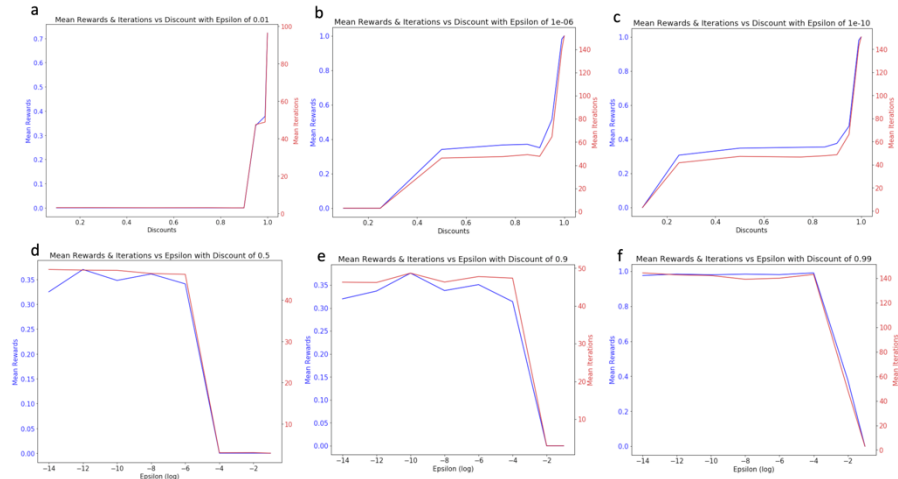 a
Mean Rewards & Iterations vs Discount with Epsilon of 0.01
Mean Rewards
0.7
0.6
0.5
0.4
0.3
0.2
0.1
0.0
0.2 0.4 0.6 0.8 1.0
Discounts
100
80
60
40
20
0
Mean Iterations
b
Mean Rewards & Iterations vs Discount with Epsilon of 1e-06
Mean Rewards
1.0
0.8
0.6
0.4
0.2
0.0
0.2 0.4 0.6 0.8 1.0
Discounts
140
120
100
80
60
40
20
0
Mean Iterations
c
Mean Rewards & Iterations vs Discount with Epsilon of 1e-10
Mean Rewards
1.0
0.8
0.6
0.4
0.2
0.0
0.2 0.4 0.6 0.8 1.0
Discounts
140
120
100
80
60
40
20
0
Mean Iterations
d
Mean Rewards & Iterations vs Epsilon with Discount of 0.5
Mean Rewards
0.35
0.30
0.25
0.20
0.15
0.10
0.05
0.00
−14 −12 −10 −8 −6 −4 −2
Epsilon (log)
40
30
20
10
Mean Iterations
e
Mean Rewards & Iterations vs Epsilon with Discount of 0.9
Mean Rewards
0.35
0.30
0.25
0.20
0.15
0.10
0.05
0.00
−14 −12 −10 −8 −6 −4 −2
Epsilon (log)
50
40
30
20
10
Mean Iterations
f
Mean Rewards & Iterations vs Epsilon with Discount of 0.99
Mean Rewards
1.0
0.8
0.6
0.4
0.2
0.0
−14 −12 −10 −8 −6 −4 −2
Epsilon (log)
140
120
100
80
60
40
20
0
Mean Iterations